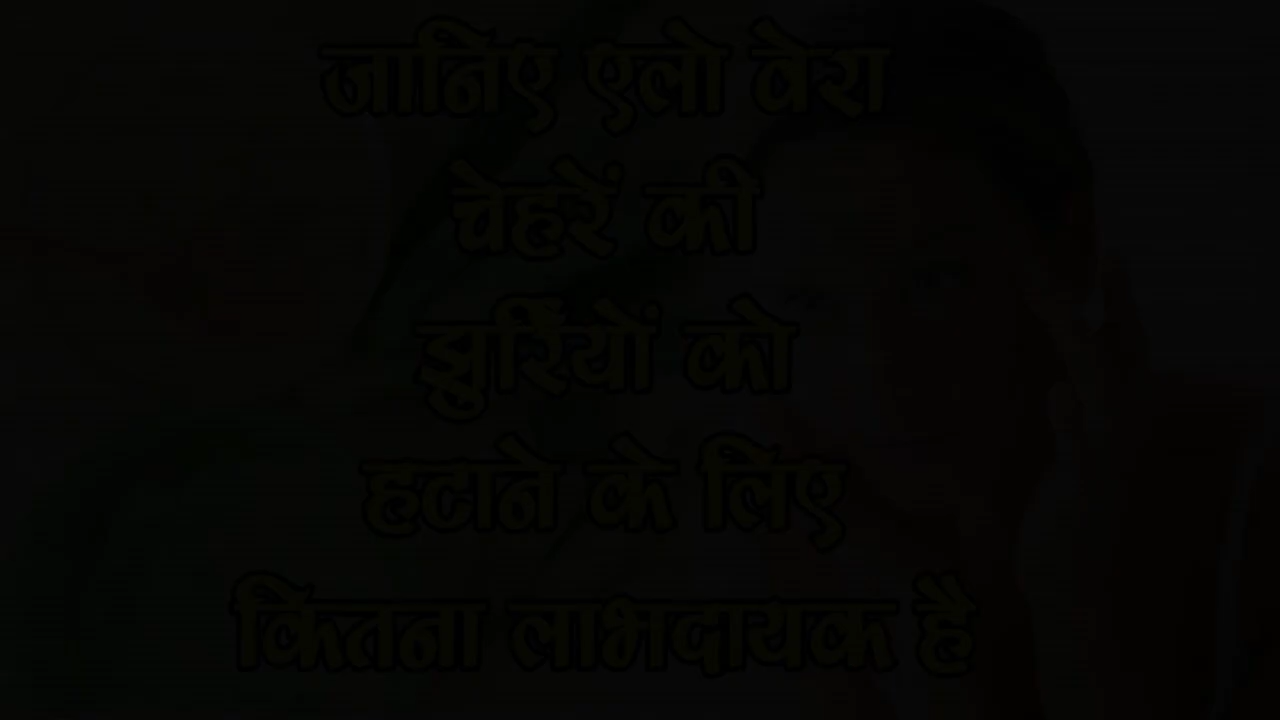 जानिए एलो वेरा
चेहरें की
झुर्रियों को
हटाने के लिए
कितना लाभदायक है